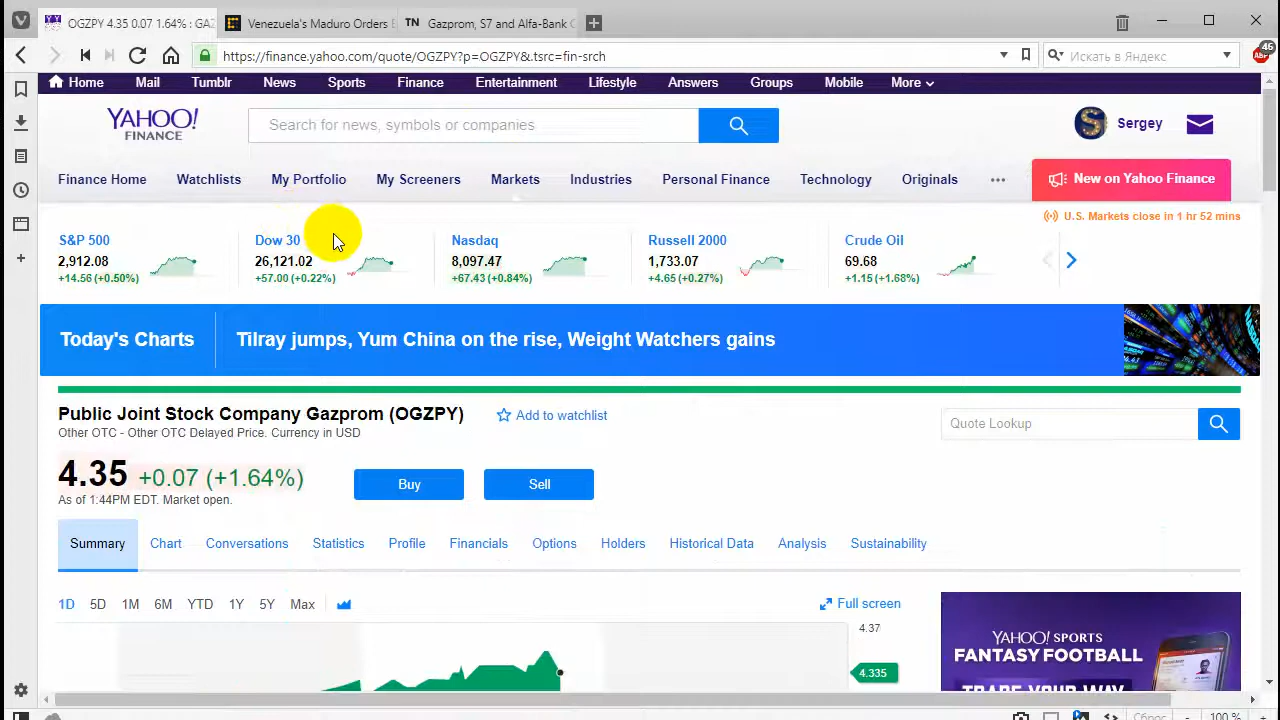 OGZPY 4.35 0.07 1.64% : GAZ
Venezuela's Maduro Orders
TN Gazprom, S7 and Alfa-Bank
https://finance.yahoo.com/quote/OGZPY?p=OGZPY&.tsrc=fin-srch
Искать в Яндекс
46
ABP
Home Mail Tumblr News Sports Finance Entertainment Lifestyle Answers Groups Mobile More
YAHOO!
FINANCE
Search for news, symbols or companies
S
Sergey
Finance Home Watchlists My Portfolio My Screeners Markets Industries Personal Finance Technology Originals ••• New on Yahoo Finance
U.S. Markets close in 1 hr 52 mins
S&P 500
2,912.08
+14.56 (+0.50%)
Dow 30
26,121.02
+57.00 (+0.22%)
Nasdaq
8,097.47
+67.43 (+0.84%)
Russell 2000
1,733.07
+4.65 (+0.27%)
Crude Oil
69.68
+1.15 (+1.68%)
Today's Charts
Tilray jumps, Yum China on the rise, Weight Watchers gains
Public Joint Stock Company Gazprom (OGZPY)
Add to watchlist
Quote Lookup
Other OTC - Other OTC Delayed Price. Currency in USD
4.35 +0.07 (+1.64%)
Buy
Sell
As of 1:44PM EDT. Market open.
Summary Chart Conversations Statistics Profile Financials Options Holders Historical Data Analysis Sustainability
1D 5D 1M 6M YTD 1Y 5Y Max
Full screen
4.37
4.335
YAHOO! SPORTS
FANTASY FOOTBALL
TRADE YOUR WAY
Сброс
100 %